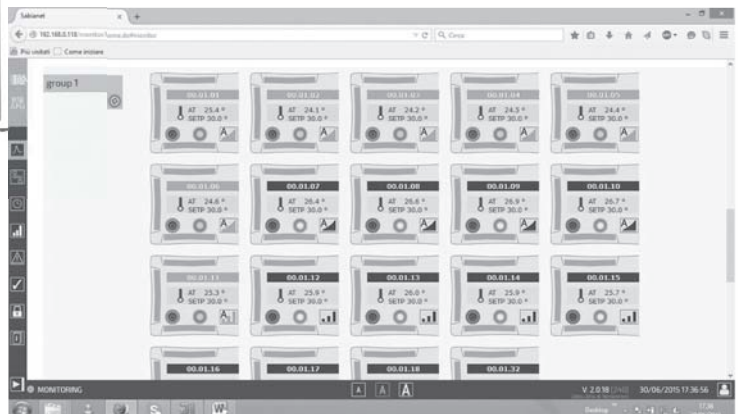 Sabianet
Q Cerca
Più visitati Come iniziare
group 1
00.01.01
AT 25.4 °
SETP 30.0 °
00.01.02
AT 24.1 °
SETP 30.0 °
00.01.03
AT 24.2 °
SETP 30.0 °
00.01.04
AT 24.5 °
SETP 30.0 °
00.01.05
AT 24.4 °
SETP 30.0 °
00.01.06
AT 24.6 °
SETP 30.0 °
00.01.07
AT 26.4 °
SETP 30.0 °
00.01.08
AT 26.6 °
SETP 30.0 °
00.01.09
AT 26.9 °
SETP 30.0 °
00.01.10
AT 26.7 °
SETP 30.0 °
00.01.11
AT 25.3 °
SETP 30.0 °
00.01.12
AT 25.9 °
SETP 30.0 °
00.01.13
AT 26.0 °
SETP 30.0 °
00.01.14
AT 25.9 °
SETP 30.0 °
00.01.15
AT 25.7 °
SETP 30.0 °
00.01.16
00.01.17
00.01.18
00.01.32
MONITORING
A A A
V 2.0.18
30/06/2015 17:36:56
Desktop
17:36